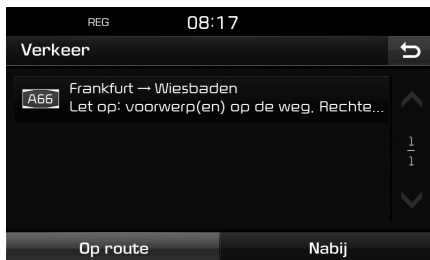 REG 08:17
Verkeer
A66 Frankfurt → Wiesbaden
Let op: voorwerp(en) op de weg, Rechte...
1
1
Op route Nabij